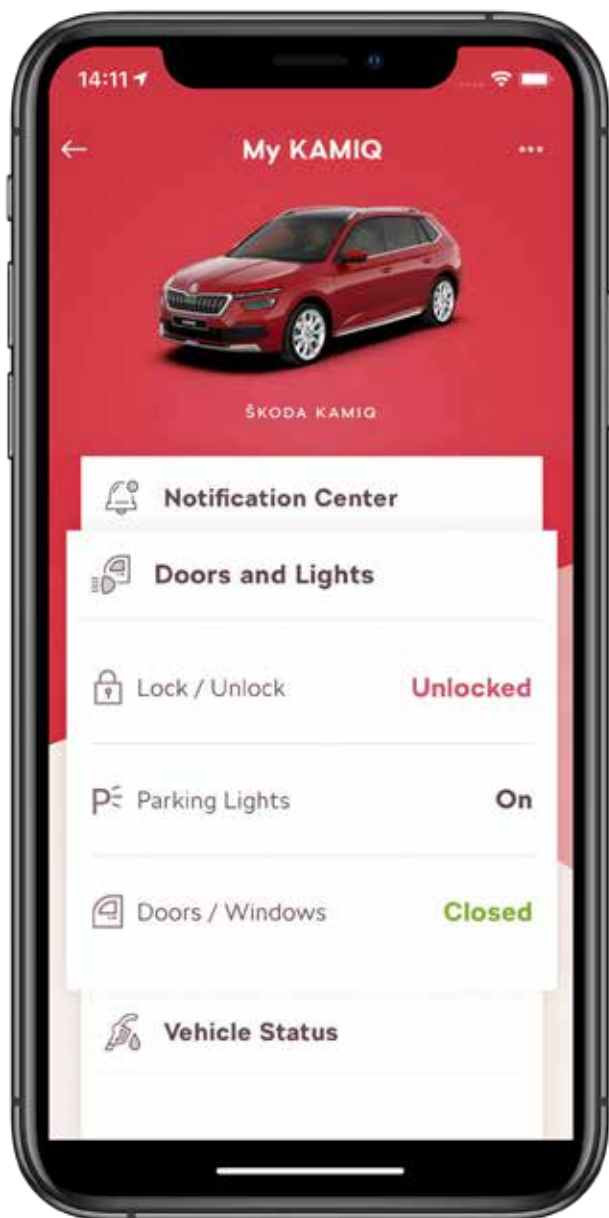 14:11
My KAMIQ
ŠKODA KAMIQ
Notification Center
Doors and Lights
Lock / Unlock Unlocked
P Parking Lights On
Doors / Windows Closed
Vehicle Status